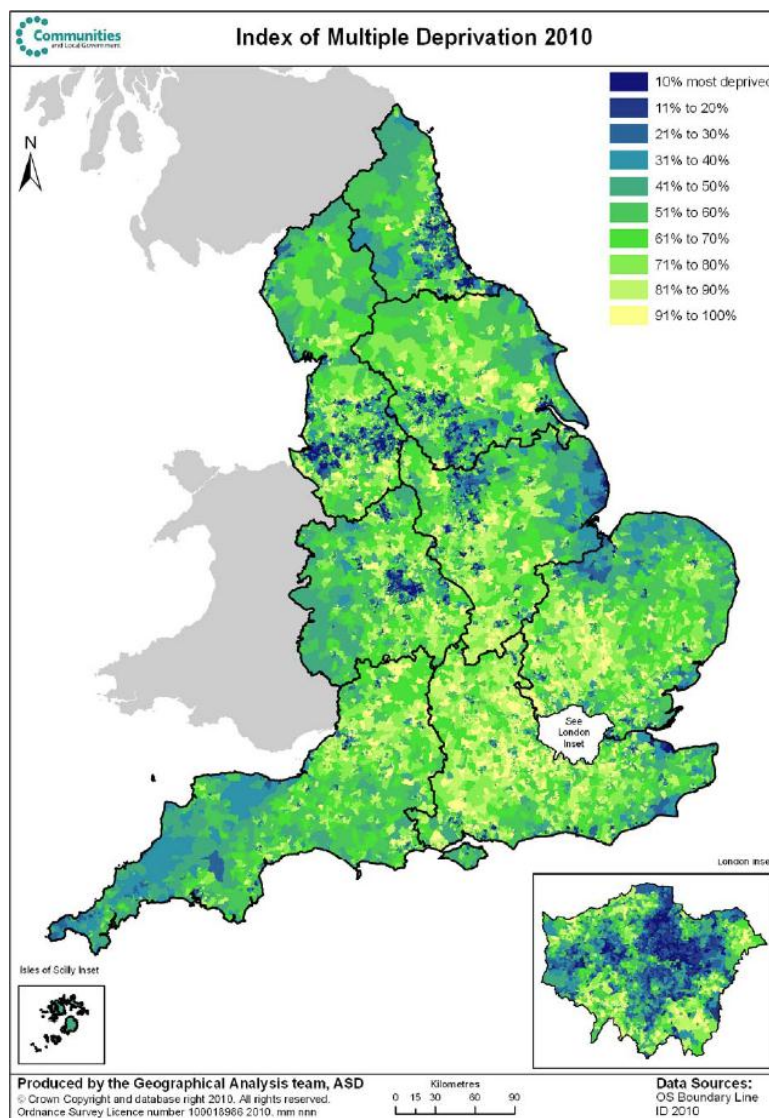 Communities
and Local Government
Index of Multiple Deprivation 2010
10% most deprived
11% to 20%
21% to 30%
31% to 40%
41% to 50%
51% to 60%
61% to 70%
71% to 80%
81% to 90%
91% to 100%
N
See
London
Inset
London Inset
Isles of Scilly Inset
Produced by the Geographical Analysis team, ASD
© Crown Copyright and database right 2010. All rights reserved.
Ordnance Survey Licence number 100018986 2010. mm nnn
Kilometres
0 15 30 60 90
Data Sources:
OS Boundary Line
ID 2010